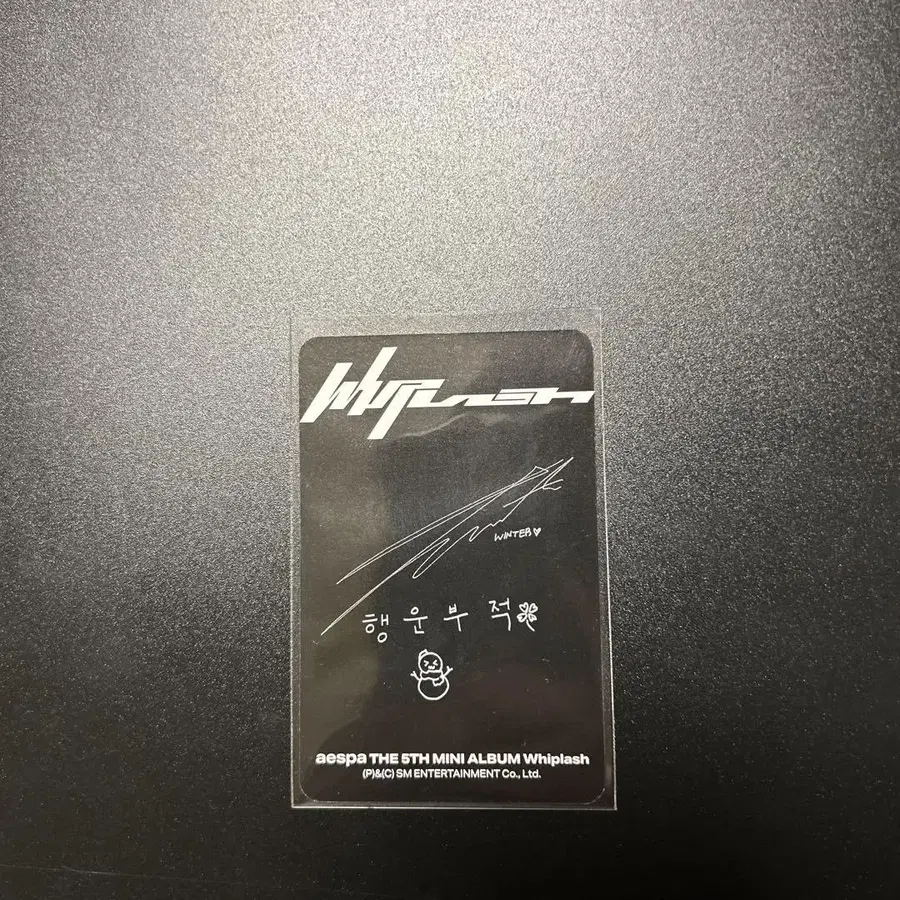 Whiplash
WINTER♡
행운부적🍀
aespa THE 5TH MINI ALBUM Whiplash
(P)&(C) SM ENTERTAINMENT Co., Ltd.